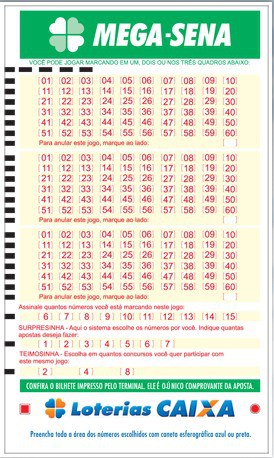 MEGA-SENA
VOCÊ PODE JOGAR MARCANDO EM UM, DOIS OU NOS TRÊS QUADROS ABAIXO:
01 02 03 04 05 06 07 08 09 10
11 12 13 14 15 16 17 18 19 20
21 22 23 24 25 26 27 28 29 30
31 32 33 34 35 36 37 38 39 40
41 42 43 44 45 46 47 48 49 50
51 52 53 54 55 56 57 58 59 60
Para anular este jogo, marque ao lado:
01 02 03 04 05 06 07 08 09 10
11 12 13 14 15 16 17 18 19 20
21 22 23 24 25 26 27 28 29 30
31 32 33 34 35 36 37 38 39 40
41 42 43 44 45 46 47 48 49 50
51 52 53 54 55 56 57 58 59 60
Para anular este jogo, marque ao lado:
01 02 03 04 05 06 07 08 09 10
11 12 13 14 15 16 17 18 19 20
21 22 23 24 25 26 27 28 29 30
31 32 33 34 35 36 37 38 39 40
41 42 43 44 45 46 47 48 49 50
51 52 53 54 55 56 57 58 59 60
Para anular este jogo, marque ao lado:
Assinale quantos números você está marcando neste jogo:
6 7 8 9 10 11 12 13 14 15
SURPRESINHA - Aqui o sistema escolhe os números por você. Indique quantas
apostas deseja fazer:
1 2 3 4 5 6 7
TEIMOSINHA - Escolha em quantos concursos você quer participar com
este mesmo jogo:
2 4 8
CONFIRA O BILHETE IMPRESSO PELO TERMINAL. ELE É O ÚNICO COMPROVANTE DA APOSTA.
Loterias CAIXA
Preencha toda a área dos números escolhidos com caneta esferográfica azul ou preta.